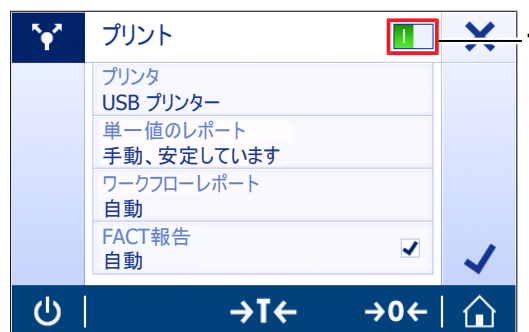 プリント
プリンタ
USB プリンター
単一値のレポート
手動、安定しています
ワークフローレポート
自動
FACT報告
自動
→T← →0←